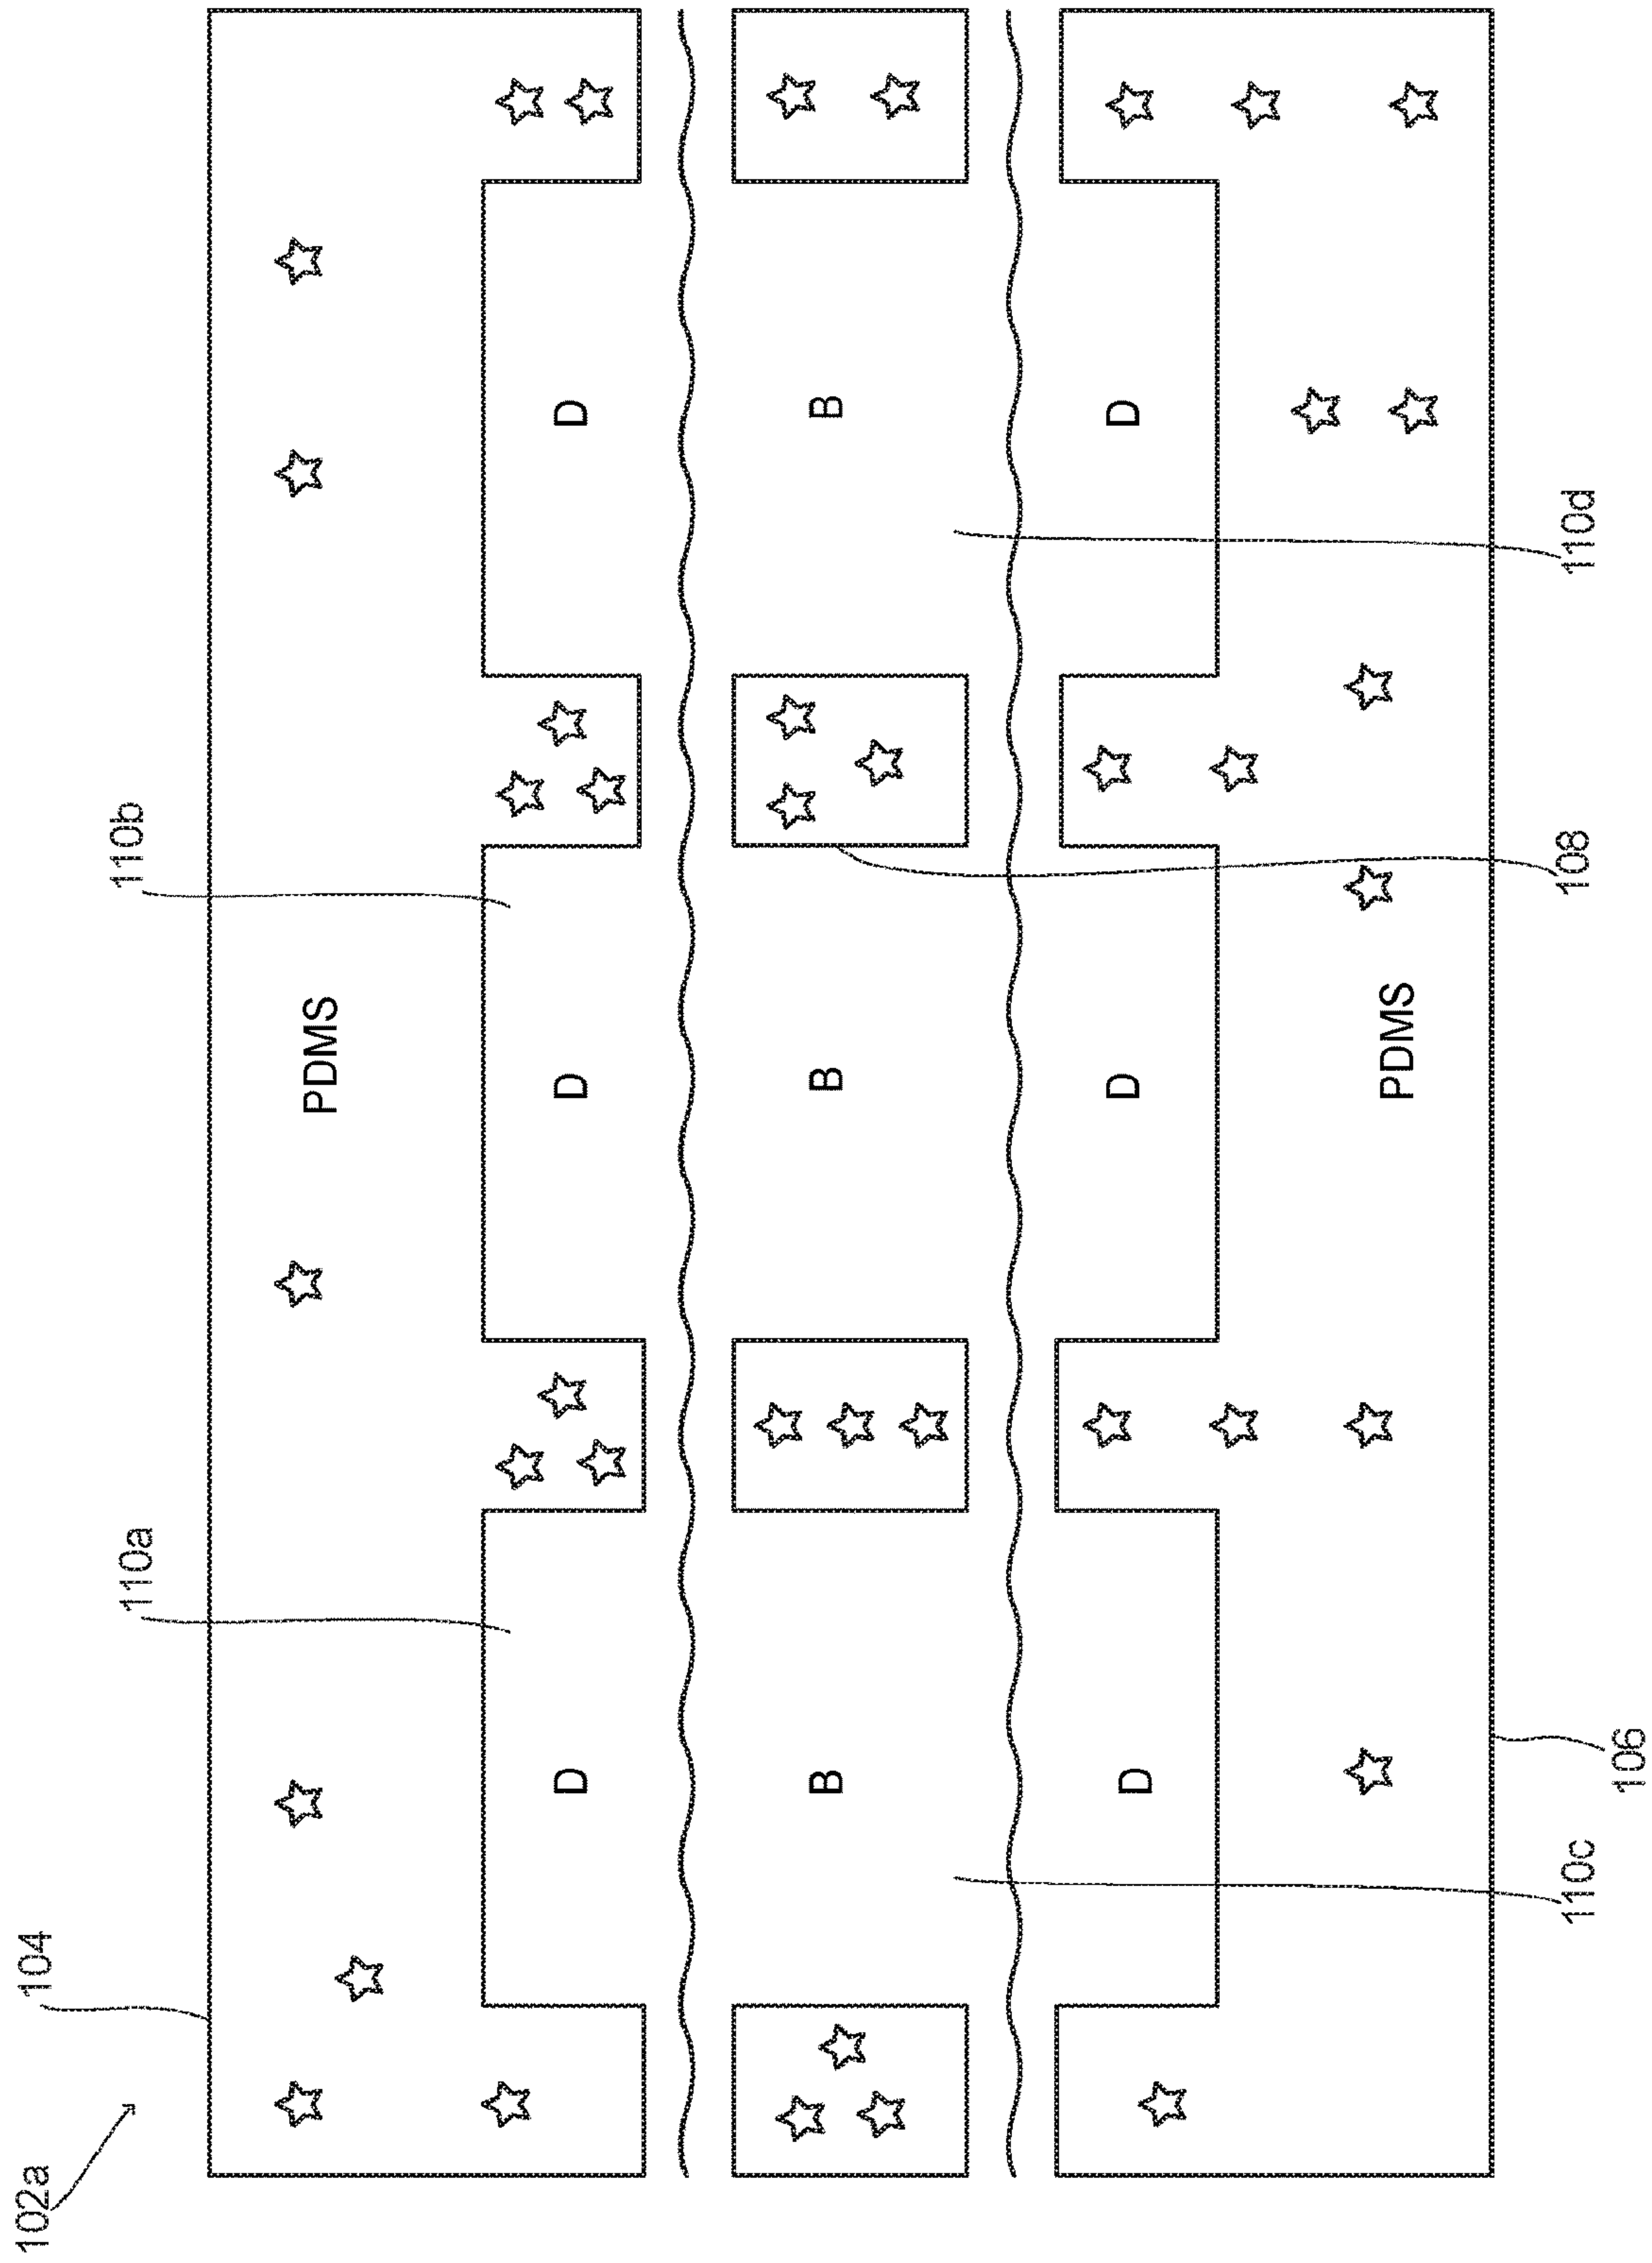 102a 104
110a 110b
PDMS
D D D
B B B
D D D
PDMS
110c 108 110d
106